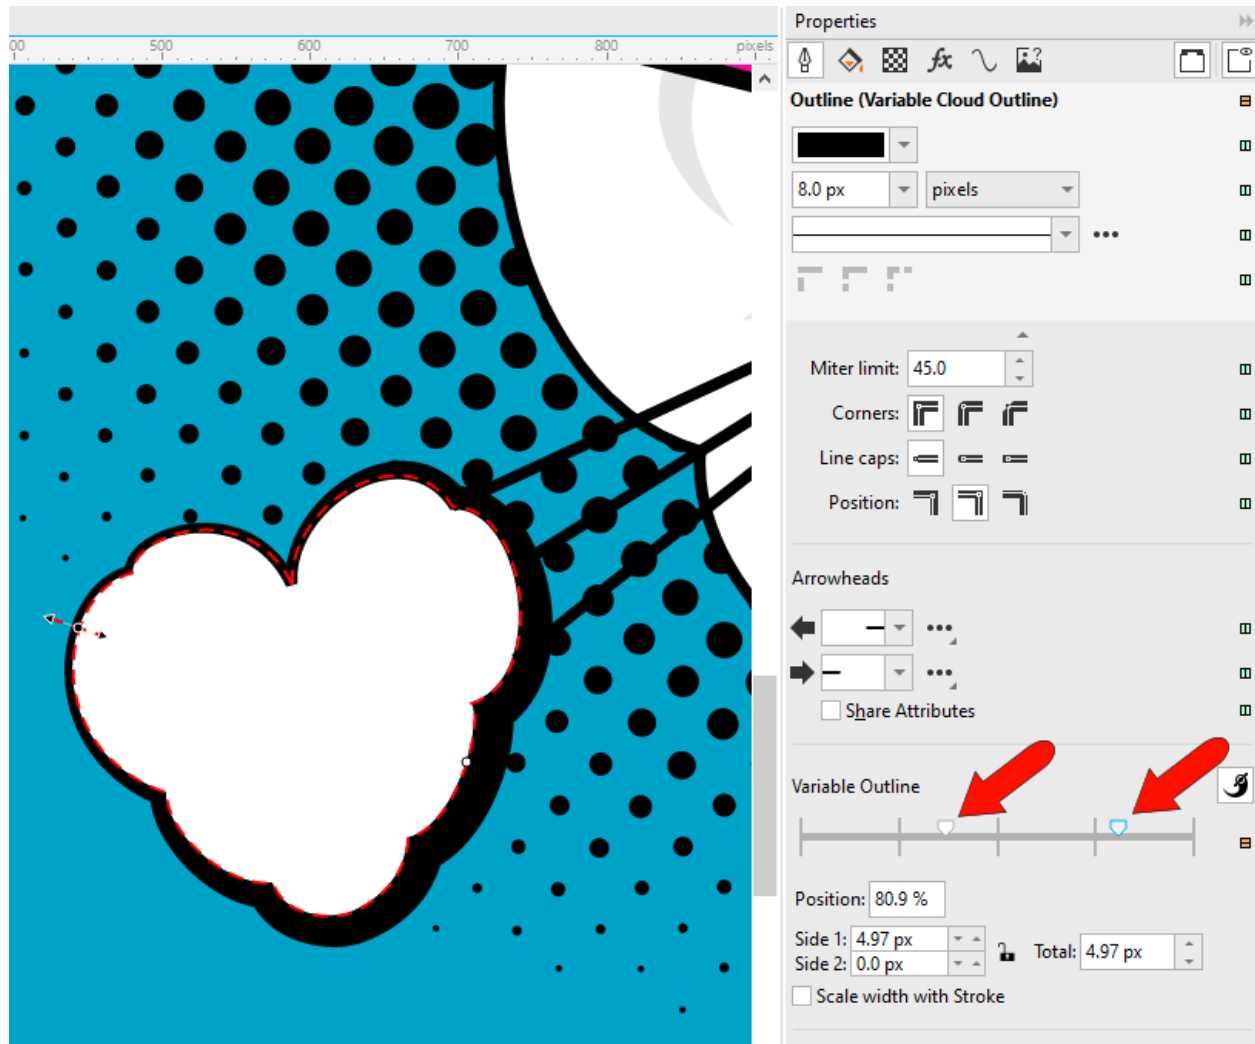 Properties
00 500 600 700 800 pixels
fx
Outline (Variable Cloud Outline)
8.0 px pixels
Miter limit: 45.0
Corners:
Line caps:
Position:
Arrowheads
Share Attributes
Variable Outline
Position: 80.9 %
Side 1: 4.97 px
Side 2: 0.0 px
Total: 4.97 px
Scale width with Stroke